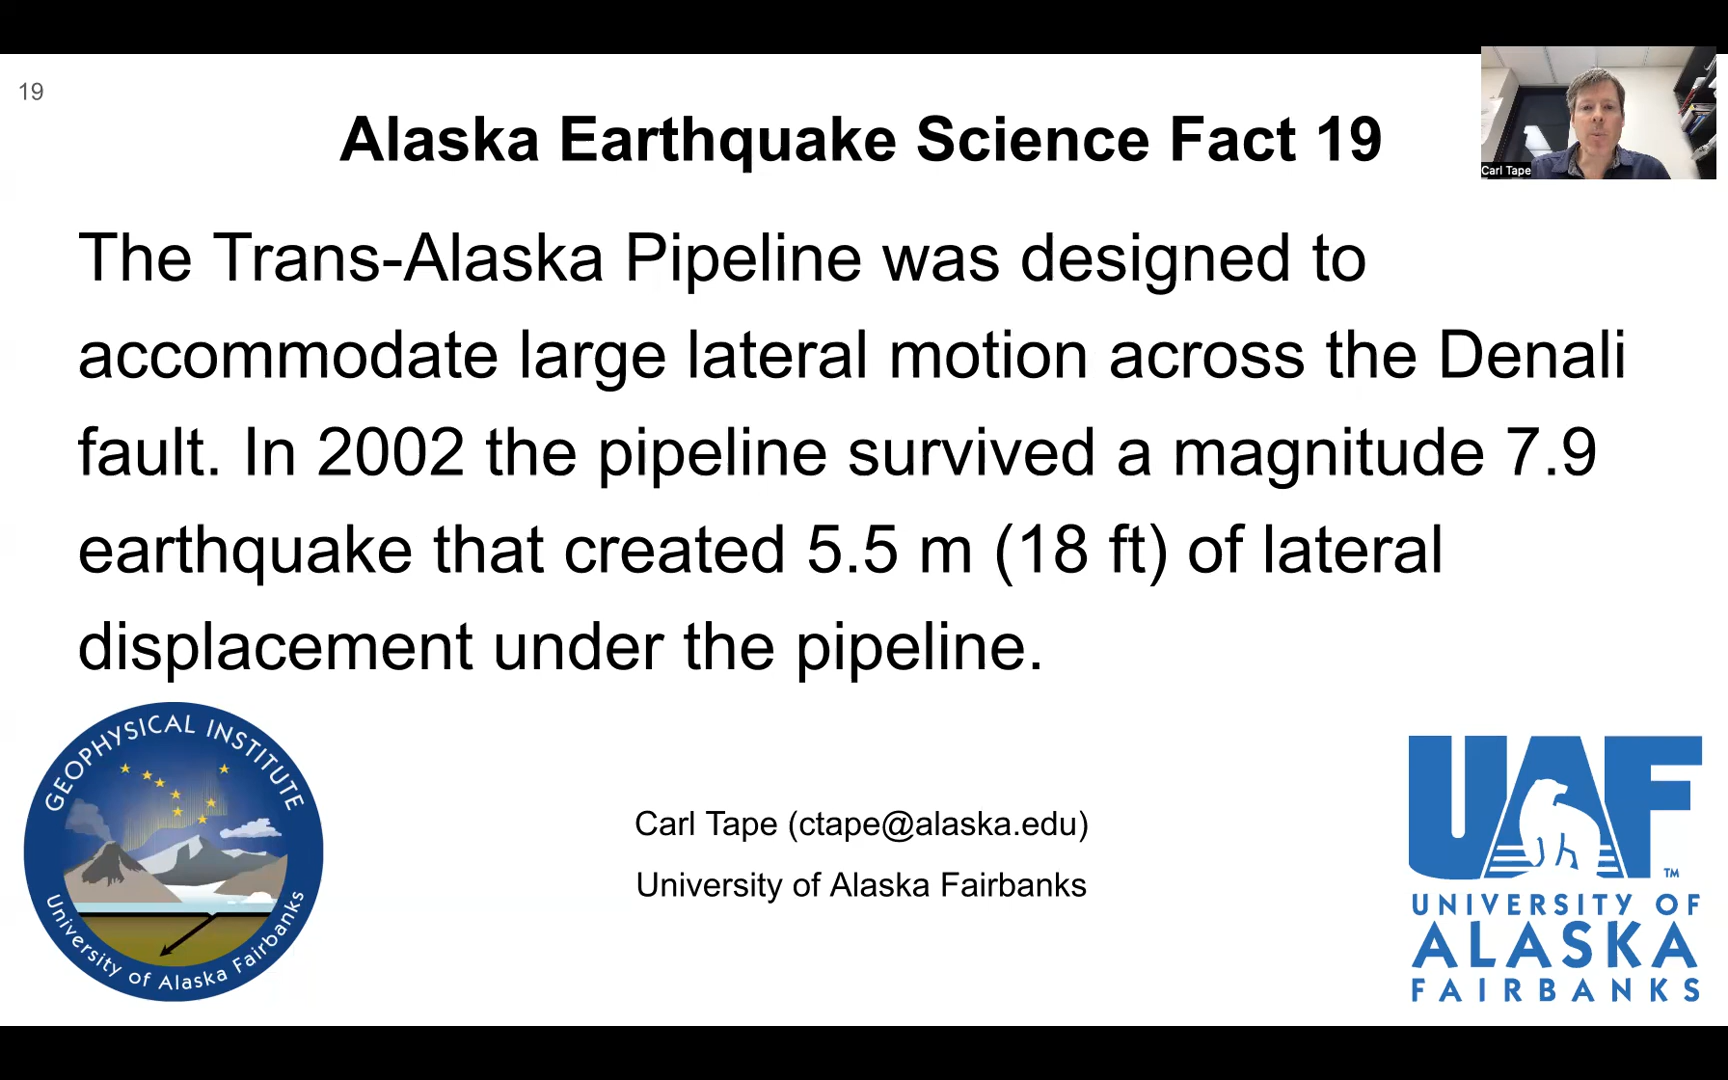 19
Alaska Earthquake Science Fact 19
Carl Tape
The Trans-Alaska Pipeline was designed to
accommodate large lateral motion across the Denali
fault. In 2002 the pipeline survived a magnitude 7.9
earthquake that created 5.5 m (18 ft) of lateral
displacement under the pipeline.
GEOPHYSICAL INSTITUTE
University of Alaska Fairbanks
Carl Tape (ctape@alaska.edu)
University of Alaska Fairbanks
UAF™
UNIVERSITY OF
ALASKA
FAIRBANKS